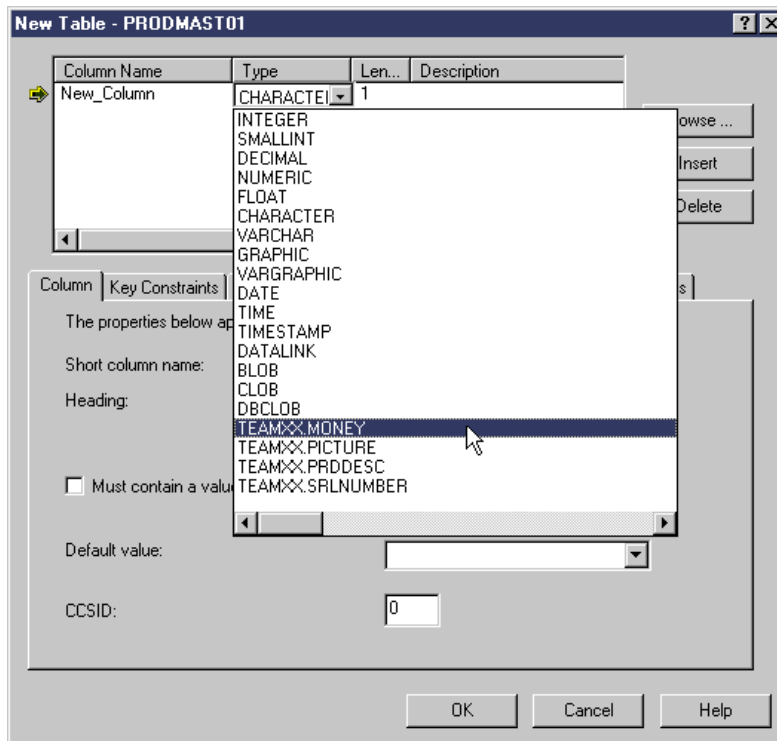 New Table - PRODMAST01
Column Name Type Len... Description
New_Column CHARACTE 1
INTEGER
SMALLINT
DECIMAL
NUMERIC
FLOAT
CHARACTER
VARCHAR
GRAPHIC
VARGRAPHIC
DATE
TIME
TIMESTAMP
DATALINK
BLOB
CLOB
DBCLOB
TEAMXX.MONEY
TEAMXX.PICTURE
TEAMXX.PRDDESC
TEAMXX.SRLNUMBER
owse ...
Insert
Delete
Column Key Constraints s
The properties below ap
Short column name:
Heading:
Must contain a valu
Default value:
CCSID: 0
OK Cancel Help